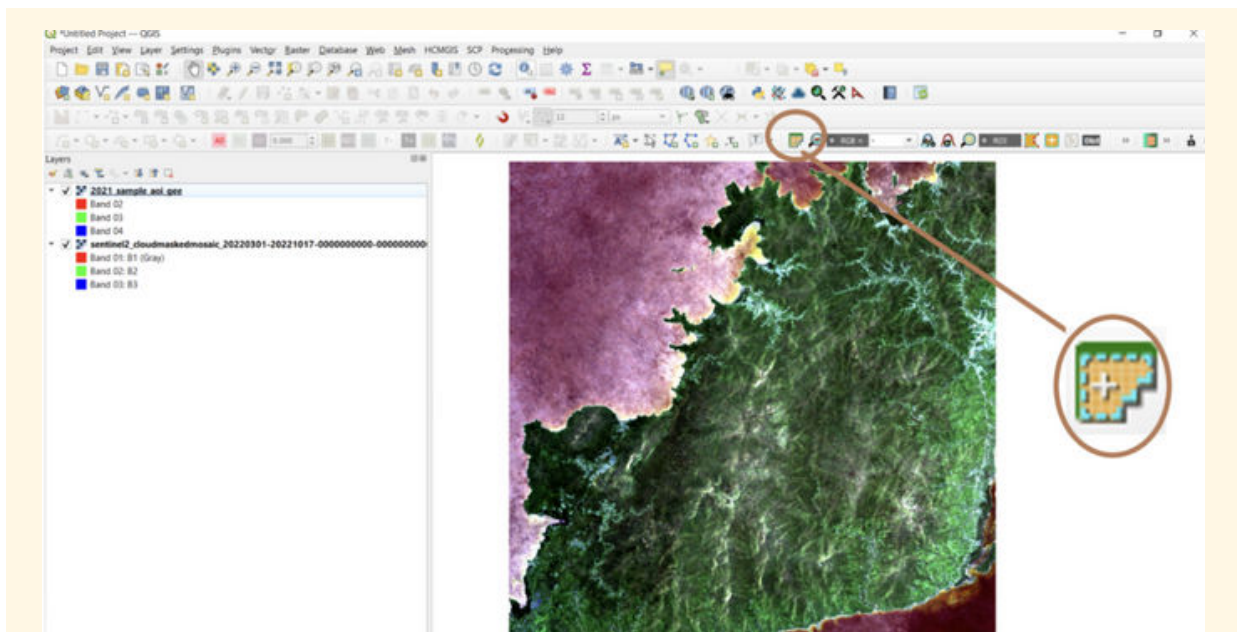 *Untitled Project — QGIS
Project Edit View Layer Settings Plugins Vector Raster Database Web Mesh HCMGIS SCP Processing Help
Layers
2021_sample_aoi_gee
Band 02
Band 03
Band 04
sentinel2_cloudmaskedmosaic_20220301-20221017-0000000000-000000000
Band 01: B1 (Gray)
Band 02: B2
Band 03: B3